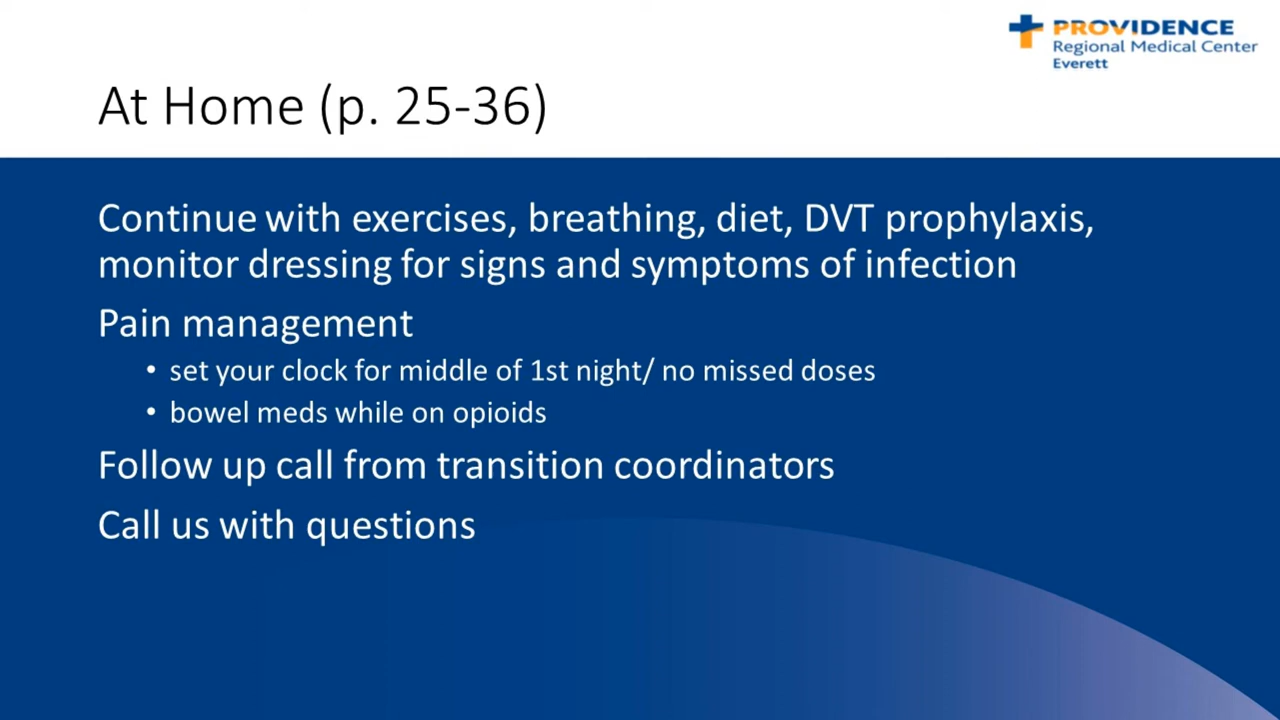 PROVIDENCE
Regional Medical Center
Everett
At Home (p. 25-36)
Continue with exercises, breathing, diet, DVT prophylaxis,
monitor dressing for signs and symptoms of infection
Pain management
• set your clock for middle of 1st night/ no missed doses
• bowel meds while on opioids
Follow up call from transition coordinators
Call us with questions